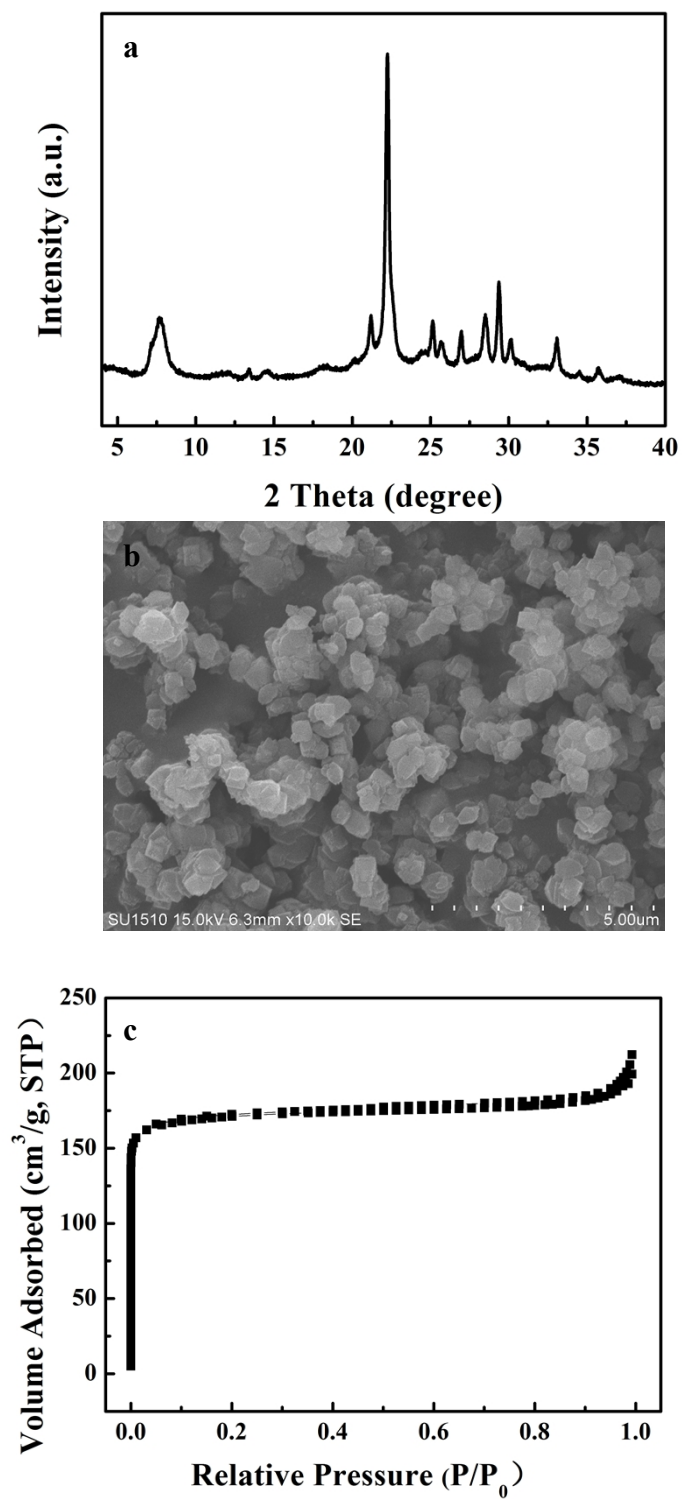 a
Intensity (a.u.)
5 10 15 20 25 30 35 40
2 Theta (degree)
b
SU1510 15.0kV 6.3mm x10.0k SE 5.00um
c
Volume Adsorbed (cm³/g, STP）
250
200
150
100
50
0
0.0 0.2 0.4 0.6 0.8 1.0
Relative Pressure (P/P₀）